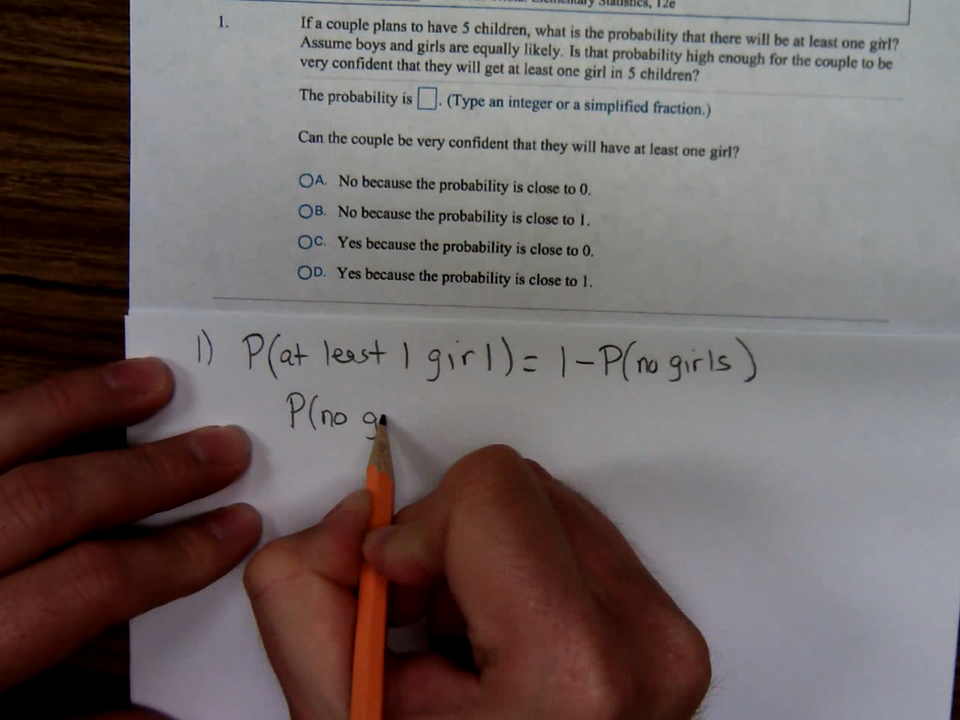 Elementary Statistics, 12e
1. If a couple plans to have 5 children, what is the probability that there will be at least one girl?
Assume boys and girls are equally likely. Is that probability high enough for the couple to be
very confident that they will get at least one girl in 5 children?
The probability is . (Type an integer or a simplified fraction.)
Can the couple be very confident that they will have at least one girl?
A. No because the probability is close to 0.
B. No because the probability is close to 1.
C. Yes because the probability is close to 0.
D. Yes because the probability is close to 1.
1) P(at least 1 girl) = 1 - P(no girls)
P(no g